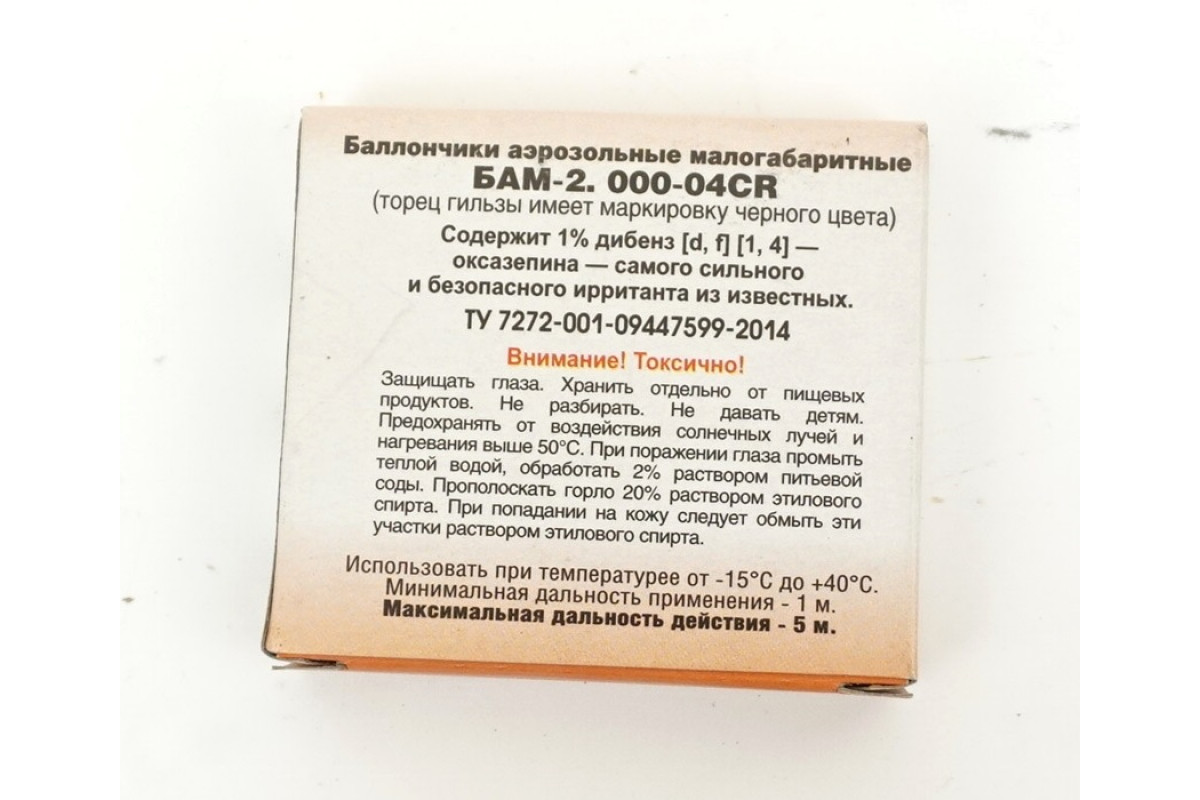 Баллончики аэрозольные малогабаритные
БАМ-2. 000-04CR
(торец гильзы имеет маркировку черного цвета)
Содержит 1% дибенз [d, f] [1, 4] —
оксазепина — самого сильного
и безопасного ирританта из известных.
ТУ 7272-001-09447599-2014
Внимание! Токсично!
Защищать глаза. Хранить отдельно от пищевых
продуктов. Не разбирать. Не давать детям.
Предохранять от воздействия солнечных лучей и
нагревания выше 50°С. При поражении глаза промыть
теплой водой, обработать 2% раствором питьевой
соды. Прополоскать горло 20% раствором этилового
спирта. При попадании на кожу следует обмыть эти
участки раствором этилового спирта.
Использовать при температурее от -15°С до +40°С.
Минимальная дальность применения - 1 м.
Максимальная дальность действия - 5 м.